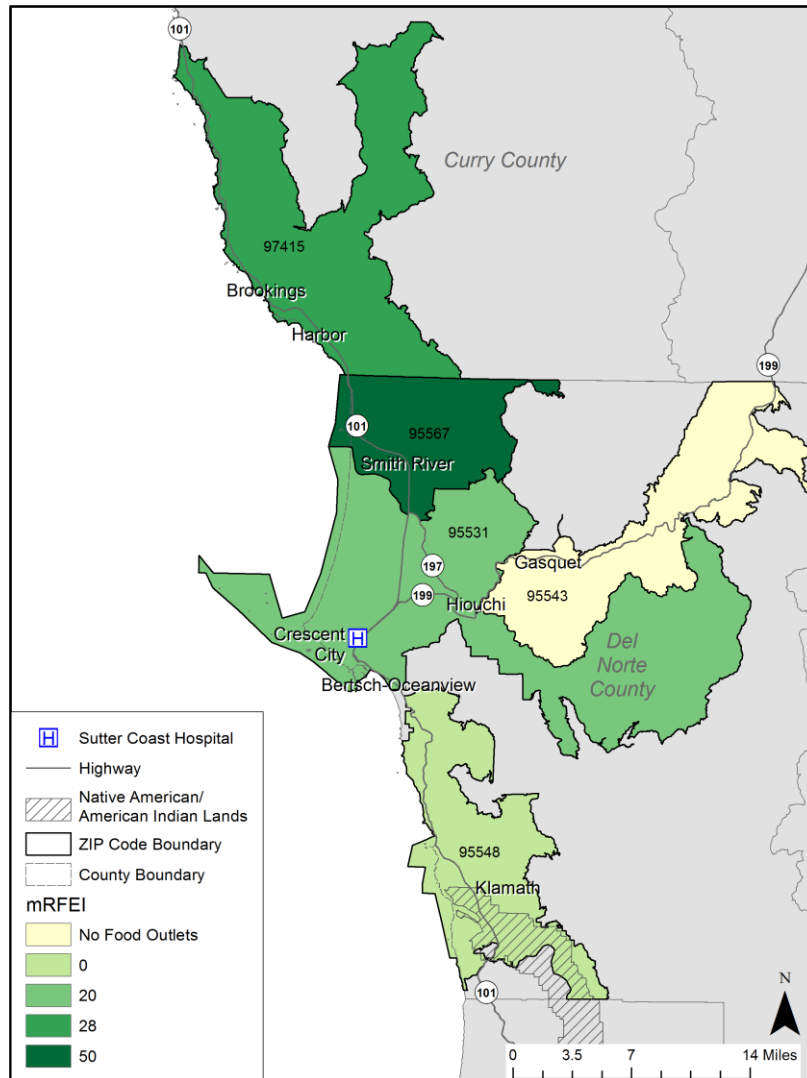 101
Curry County
97415
Brookings
Harbor
199
101
95567
Smith River
95531
Gasquet
197
95543
199
Hiouchi
Crescent
City
H
Del
Norte
County
Bertsch-Oceanview
95548
Klamath
101
H Sutter Coast Hospital
Highway
Native American/
American Indian Lands
ZIP Code Boundary
County Boundary
mRFEI
No Food Outlets
0
20
28
50
N
0 3.5 7 14 Miles